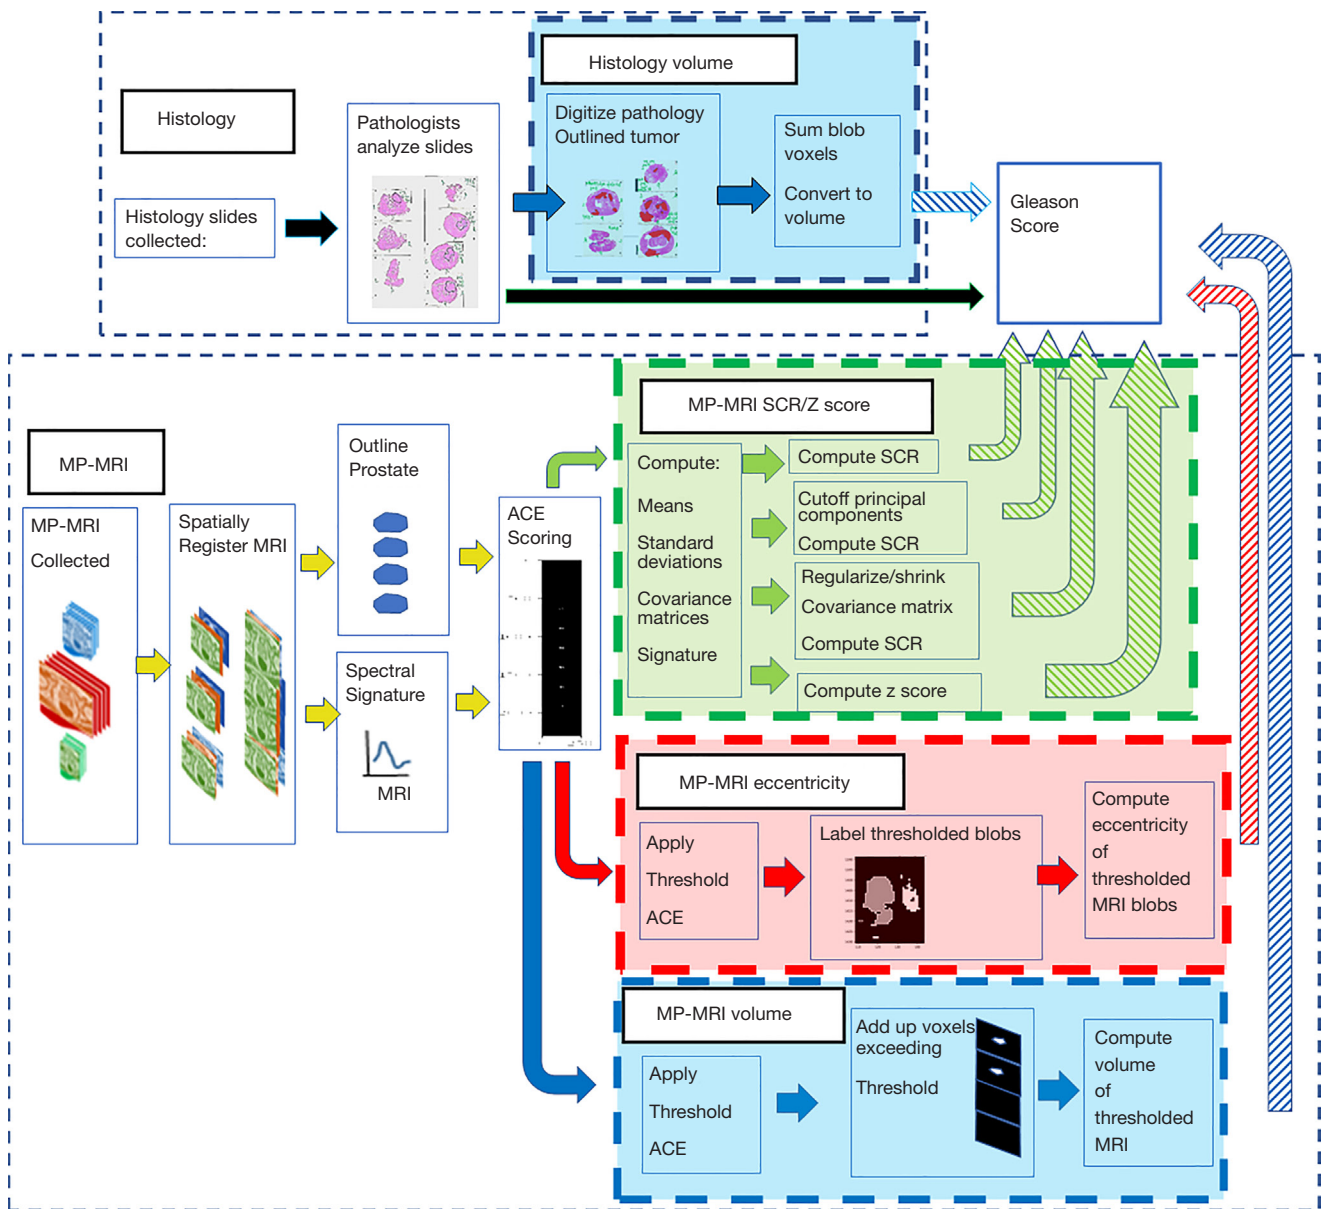 Histology
Histology slides
collected:
Pathologists
analyze slides
Histology volume
Digitize pathology
Outlined tumor
Sum blob
voxels
Convert to
volume
Gleason
Score
MP-MRI
MP-MRI
Collected
Spatially
Register MRI
Outline
Prostate
Spectral
Signature
MRI
ACE
Scoring
MP-MRI SCR/Z score
Compute:
Means
Standard
deviations
Covariance
matrices
Signature
Compute SCR
Cutoff principal
components
Compute SCR
Regularize/shrink
Covariance matrix
Compute SCR
Compute z score
MP-MRI eccentricity
Apply
Threshold
ACE
Label thresholded blobs
Compute
eccentricity
of
thresholded
MRI blobs
MP-MRI volume
Apply
Threshold
ACE
Add up voxels
exceeding
Threshold
Compute
volume
of
thresholded
MRI